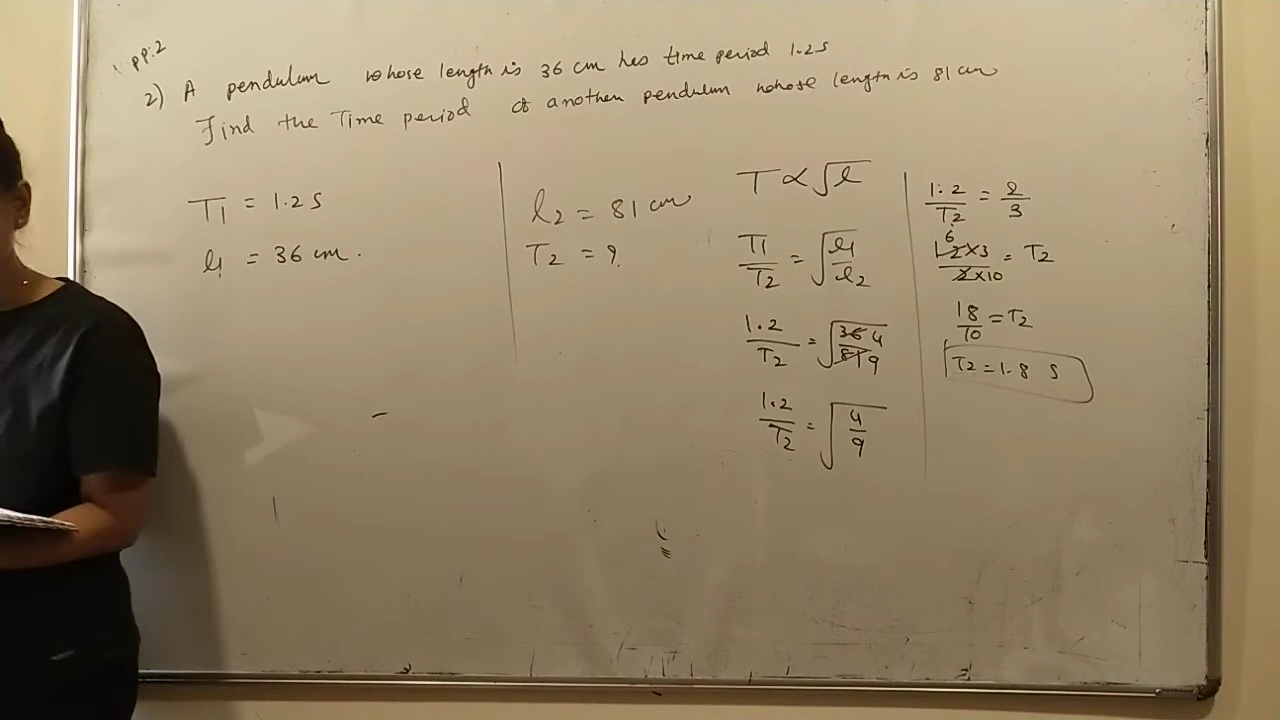 pp:2
2) A pendulum whose length is 36 cm has time period 1.2s
Find the Time period of another pendulum whose length is 81 cm
T1 = 1.2 s
l1 = 36 cm.
l2 = 81 cm
T2 = ?
T ∝ √l
T1/T2 = √(l1/l2)
1.2/T2 = √(36 4/81 9)
1.2/T2 = √(4/9)
1.2/T2 = 2/3
6
1.2×3/2×10 = T2
18/10 = T2
T2 = 1.8 s